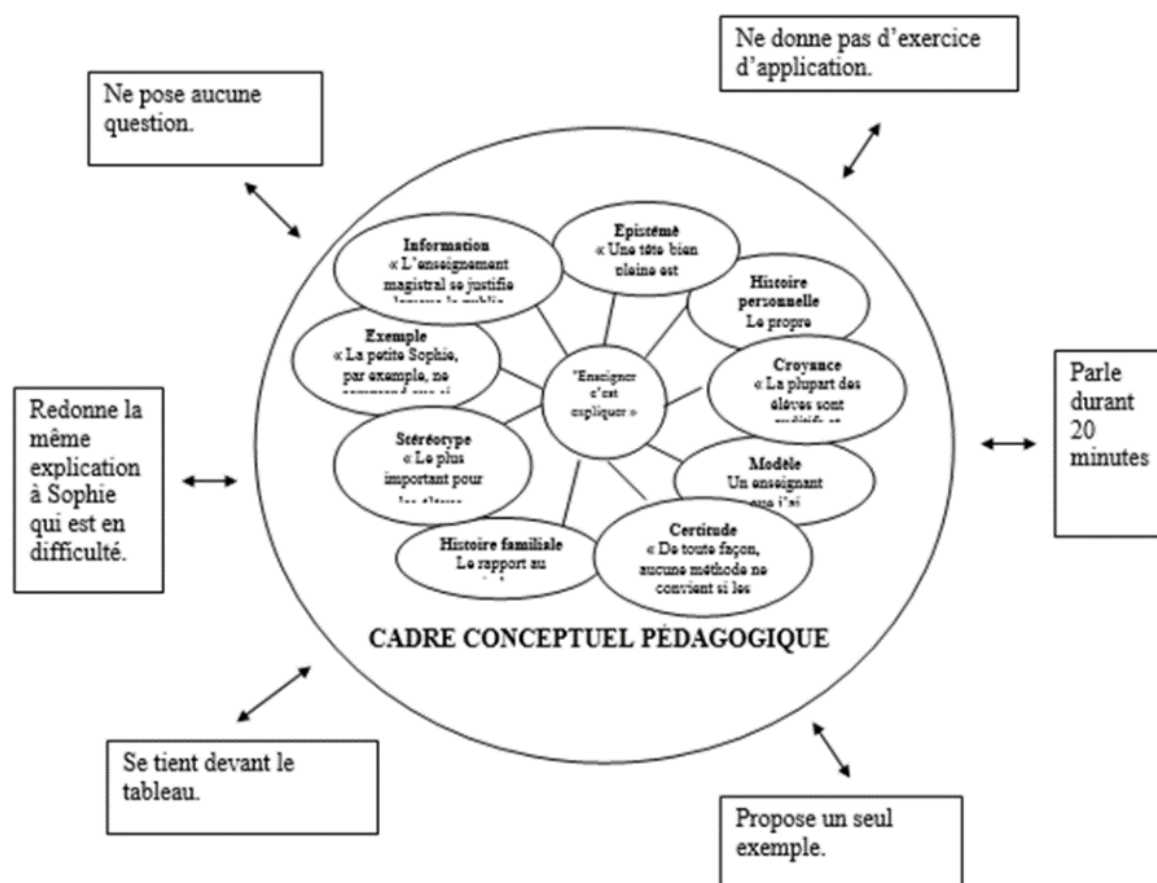 Ne donne pas d'exercice
d'application.
Ne pose aucune
question.
Epistémè
« Une tête bien
pleine est
Information
« L'enseignement
magistral se justifie
Histoire
personnelle
Le propre
Exemple
« La petite Sophie,
par exemple, ne
"Enseigner
c'est
expliquer »
Croyance
« La plupart des
élèves sont
Parle
durant
20
minutes
Redonne la
même
explication
à Sophie
qui est en
difficulté.
Stéréotype
« Le plus
important pour
Modèle
Un enseignant
que j'ai
Histoire familiale
Le rapport au
Certitude
« De toute façon,
aucune méthode ne
convient si les
CADRE CONCEPTUEL PÉDAGOGIQUE
Se tient devant le
tableau.
Propose un seul
exemple.